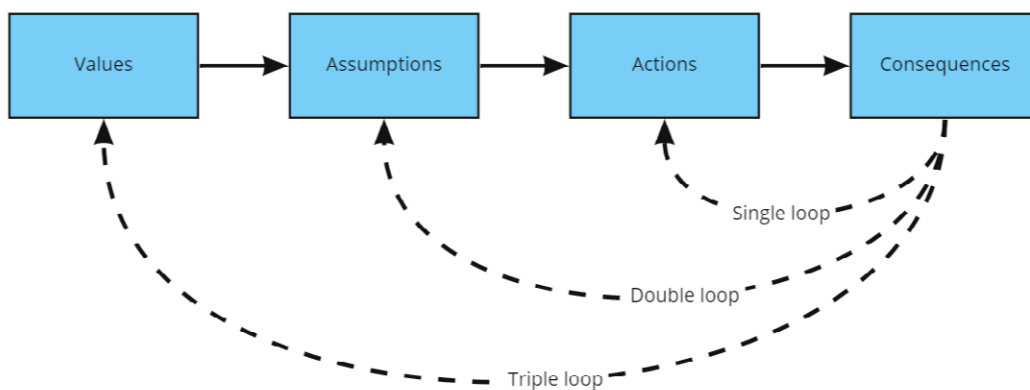 Values
Assumptions
Actions
Consequences
Single loop
Double loop
Triple loop